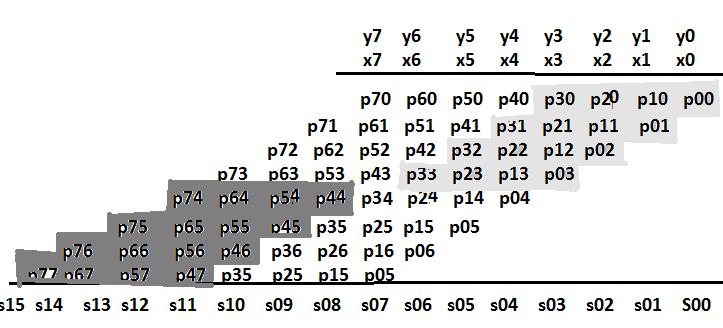 y7 y6 y5 y4 y3 y2 y1 y0
x7 x6 x5 x4 x3 x2 x1 x0
p70 p60 p50 p40 p30 p20 p10 p00
p71 p61 p51 p41 p31 p21 p11 p01
p72 p62 p52 p42 p32 p22 p12 p02
p73 p63 p53 p43 p33 p23 p13 p03
p74 p64 p54 p44 p34 p24 p14 p04
p75 p65 p55 p45 p35 p25 p15 p05
p76 p66 p56 p46 p36 p26 p16 p06
p77 p67 p57 p47 p35 p25 p15 p05
s15 s14 s13 s12 s11 s10 s09 s08 s07 s06 s05 S04 s03 s02 s01 S00